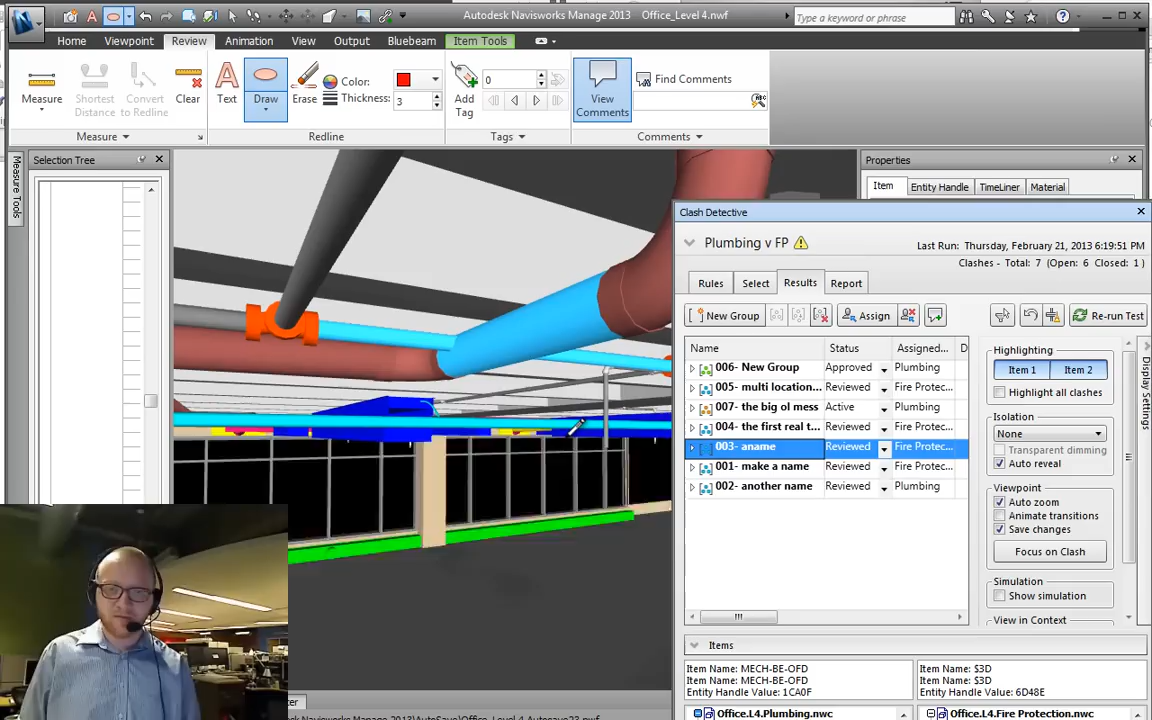 Autodesk Navisworks Manage 2013 Office_Level 4.nwf
Type a keyword or phrase
Home Viewpoint Review Animation View Output Bluebeam Item Tools
Measure
Shortest Distance
Convert to Redline
Clear
Text
Draw
Erase
Color:
Thickness: 3
Add Tag
0
View Comments
Find Comments
Measure Redline Tags Comments
Measure Tools
Selection Tree
Properties
Item Entity Handle TimeLiner Material
Clash Detective
Plumbing v FP
Last Run: Thursday, February 21, 2013 6:19:51 PM
Clashes - Total: 7 (Open: 6 Closed: 1 )
Rules Select Results Report
New Group Assign Re-run Test
Name Status Assigned... D
006- New Group Approved Plumbing
005- multi location... Reviewed Fire Protec...
007- the big ol mess Active Plumbing
004- the first real t... Reviewed Fire Protec...
003- aname Reviewed Fire Protec...
001- make a name Reviewed Fire Protec...
002- another name Reviewed Plumbing
Highlighting
Item 1 Item 2
Highlight all clashes
Isolation
None
Transparent dimming
Auto reveal
Viewpoint
Auto zoom
Animate transitions
Save changes
Focus on Clash
Simulation
Show simulation
View in Context
Display Settings
Items
Item Name: MECH-BE-OFD
Item Name: MECH-BE-OFD
Entity Handle Value: 1CA0F
Item Name: $3D
Item Name: $3D
Entity Handle Value: 6D48E
Office.L4.Plumbing.nwc
Office.L4.Fire Protection.nwc